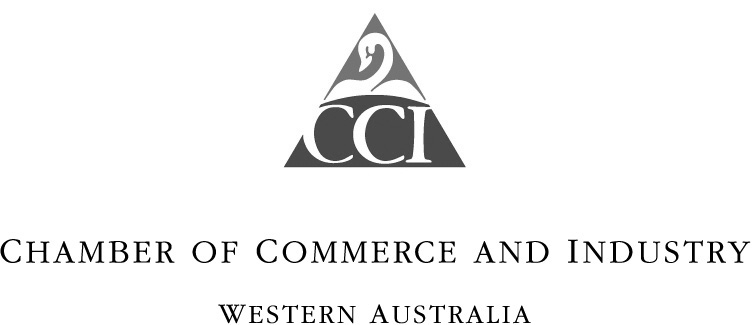 CCI
CHAMBER OF COMMERCE AND INDUSTRY
WESTERN AUSTRALIA